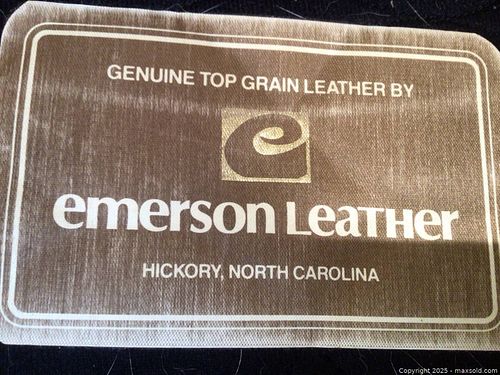 GENUINE TOP GRAIN LEATHER BY
e
emerson Leather
HICKORY, NORTH CAROLINA
Copyright 2025 - maxsold.com